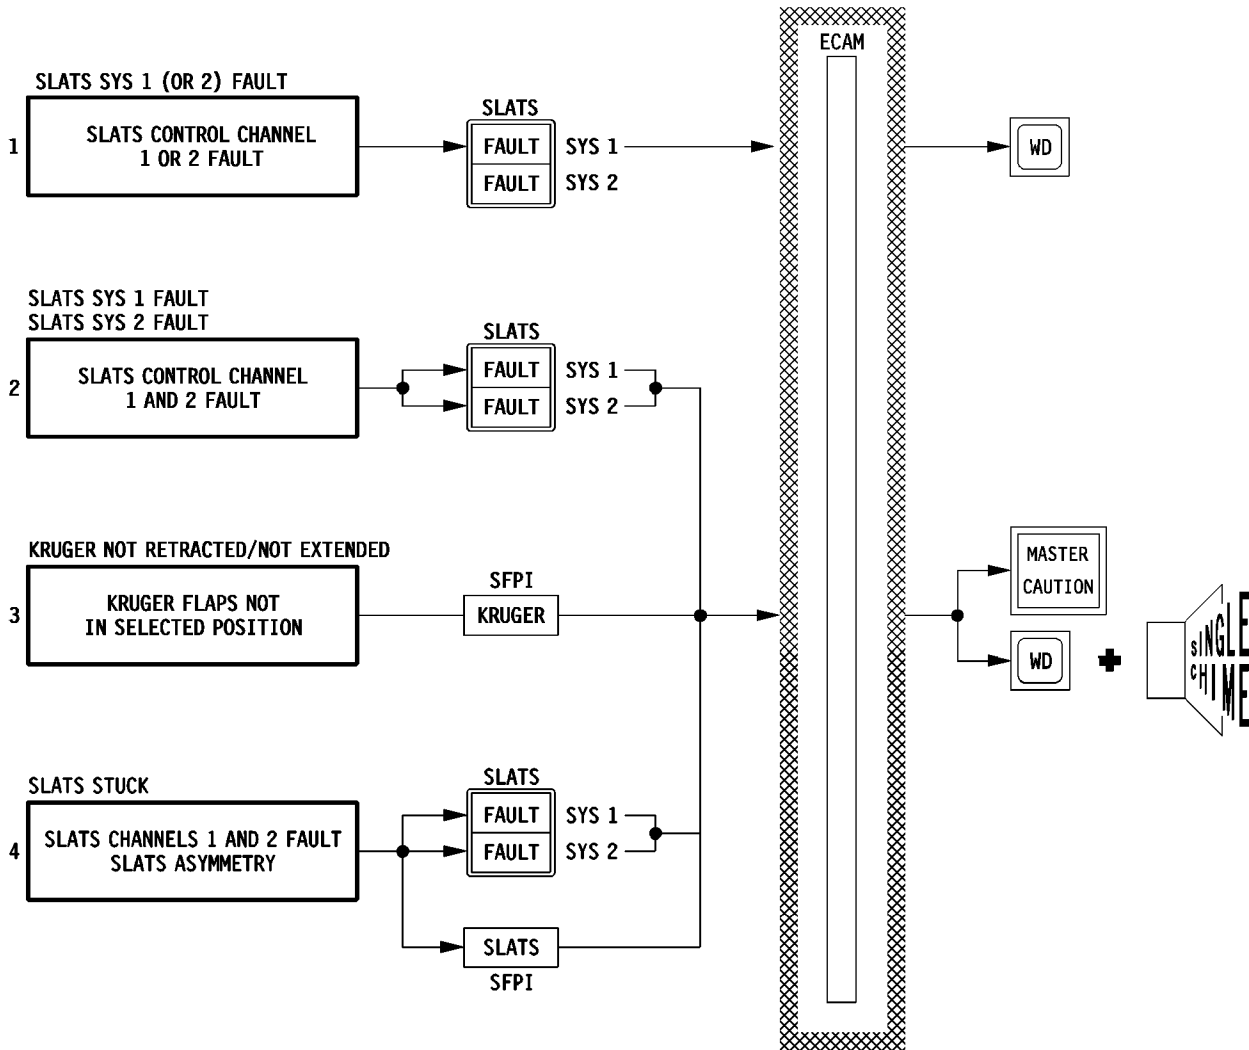 ECAM
SLATS SYS 1 (OR 2) FAULT
1
SLATS CONTROL CHANNEL
1 OR 2 FAULT
SLATS
FAULT SYS 1
FAULT SYS 2
WD
SLATS SYS 1 FAULT
SLATS SYS 2 FAULT
2
SLATS CONTROL CHANNEL
1 AND 2 FAULT
SLATS
FAULT SYS 1
FAULT SYS 2
KRUGER NOT RETRACTED/NOT EXTENDED
3
KRUGER FLAPS NOT
IN SELECTED POSITION
SFPI
KRUGER
MASTER
CAUTION
WD
SINGLE
CHIME
SLATS STUCK
4
SLATS CHANNELS 1 AND 2 FAULT
SLATS ASYMMETRY
SLATS
FAULT SYS 1
FAULT SYS 2
SLATS
SFPI